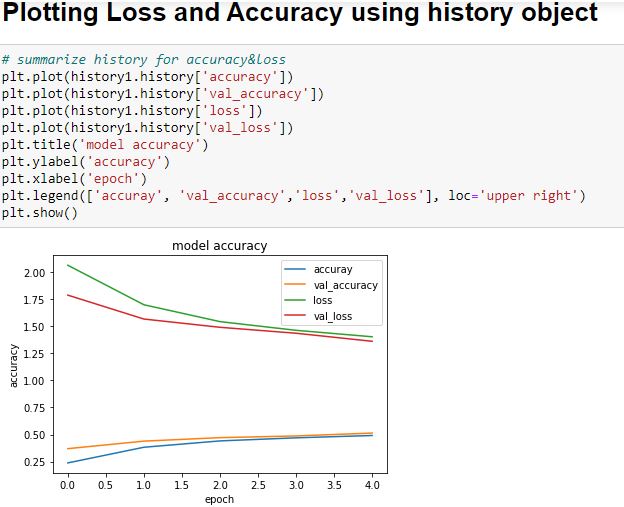 Plotting Loss and Accuracy using history object
# summarize history for accuracy&loss
plt.plot(history1.history['accuracy'])
plt.plot(history1.history['val_accuracy'])
plt.plot(history1.history['loss'])
plt.plot(history1.history['val_loss'])
plt.title('model accuracy')
plt.ylabel('accuracy')
plt.xlabel('epoch')
plt.legend(['accuray', 'val_accuracy','loss','val_loss'], loc='upper right')
plt.show()
model accuracy
accuray
val_accuracy
loss
val_loss
2.00
1.75
1.50
1.25
1.00
0.75
0.50
0.25
accuracy
0.0 0.5 1.0 1.5 2.0 2.5 3.0 3.5 4.0
epoch